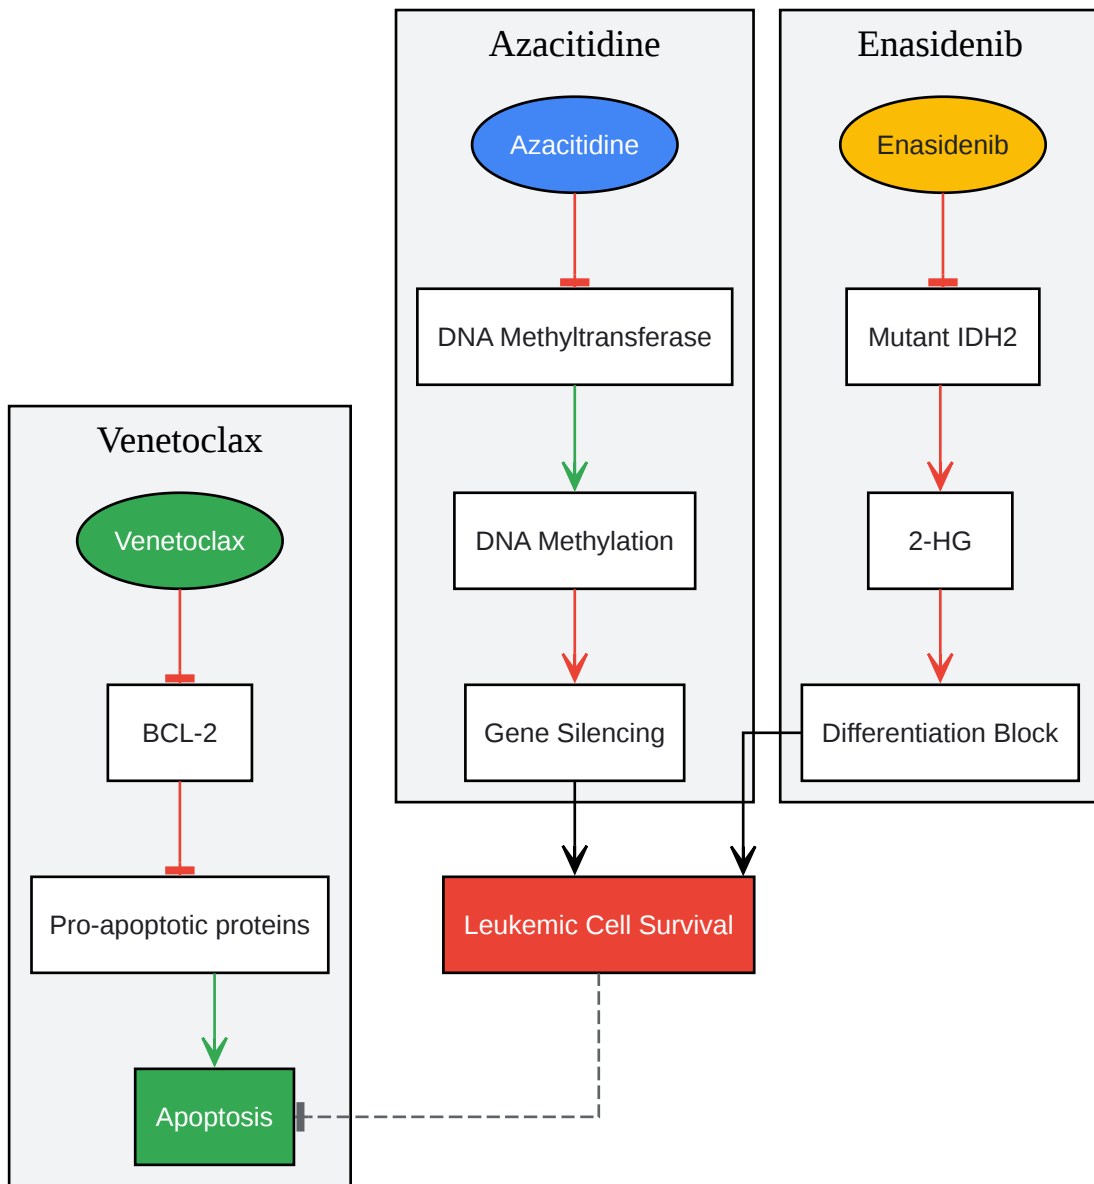 Azacitidine
Azacitidine
DNA Methyltransferase
DNA Methylation
Gene Silencing
Enasidenib
Enasidenib
Mutant IDH2
2-HG
Differentiation Block
Venetoclax
Venetoclax
BCL-2
Pro-apoptotic proteins
Apoptosis
Leukemic Cell Survival